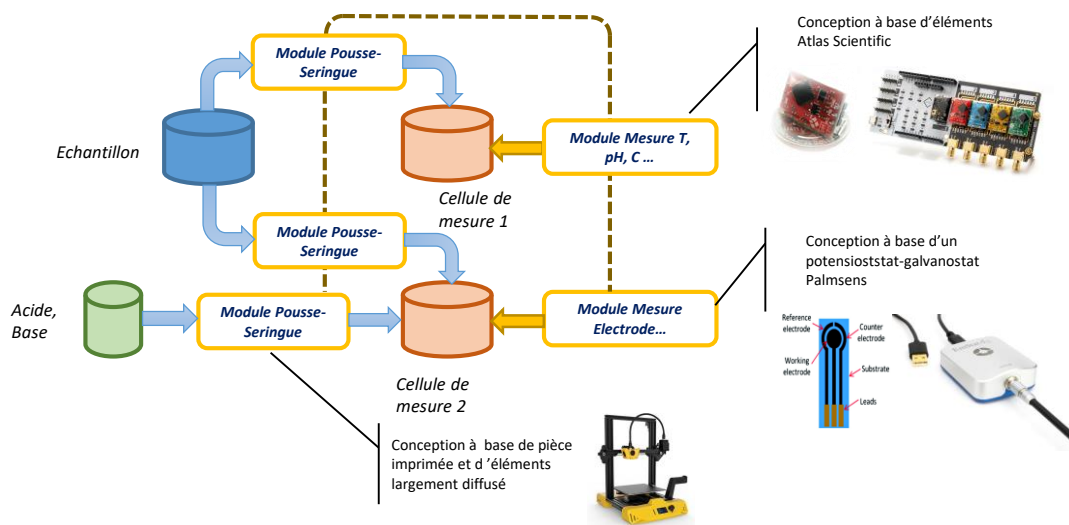 Conception à base d'éléments
Atlas Scientific
Module Pousse-
Seringue
Echantillon
Module Mesure T,
pH, C ...
Cellule de
mesure 1
Module Pousse-
Seringue
Conception à base d'un
potensioststat-galvanostat
Palmsens
Acide,
Base
Module Pousse-
Seringue
Module Mesure
Electrode...
Reference
electrode
Counter
electrode
Working
electrode
Substrate
Leads
Cellule de
mesure 2
Conception à base de pièce
imprimée et d 'éléments
largement diffusé